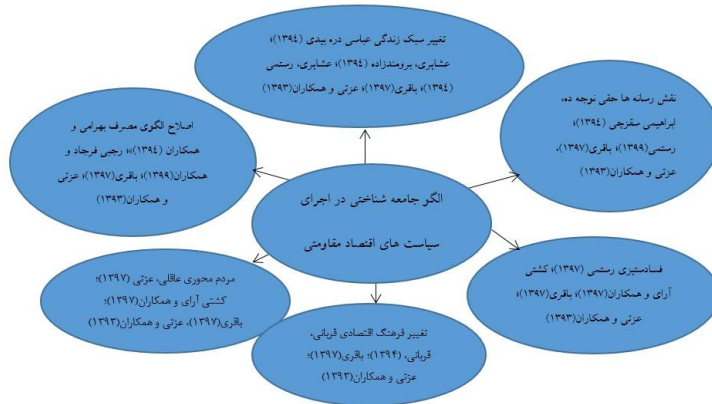 تغییر سبک زندگی عباسی دره بیدی (۱۳۹۴)؛
عشایری، برومندزاده (۱۳۹۴)؛ عشایری، رستمی
(۱۳۹۴)؛ باقری(۱۳۹۷)؛ عزتی و همکاران(۱۳۹۳)
نقش رسانه ها حقی نوجه ده،
ابراهیمی سقزچی (۱۳۹۴)؛
رستمی(۱۳۹۹)؛ باقری(۱۳۹۷)،
عزتی و همکاران(۱۳۹۳)
اصلاح الگوی مصرف بهرامی و
همکاران (۱۳۹۴)؛ رجبی فرجاد و
همکاران(۱۳۹۹)؛ باقری(۱۳۹۷)؛ عزتی
و همکاران(۱۳۹۳)
الگو جامعه شناختی در اجرای
سیاست های اقتصاد مقاومتی
فسادستیزی رستمی (۱۳۹۷)؛ کشتی
آرای و همکاران(۱۳۹۷)؛ باقری(۱۳۹۷)؛
عزتی و همکاران(۱۳۹۳)
مردم محوری عاقلی، عزتی (۱۳۹۷)؛
کشتی آرای و همکاران(۱۳۹۷)؛
باقری(۱۳۹۷)، عزتی و همکاران(۱۳۹۳)
تغییر فرهنگ اقتصادی قربانی،
قربانی، (۱۳۹۴)؛ باقری(۱۳۹۷)؛
عزتی و همکاران(۱۳۹۳)